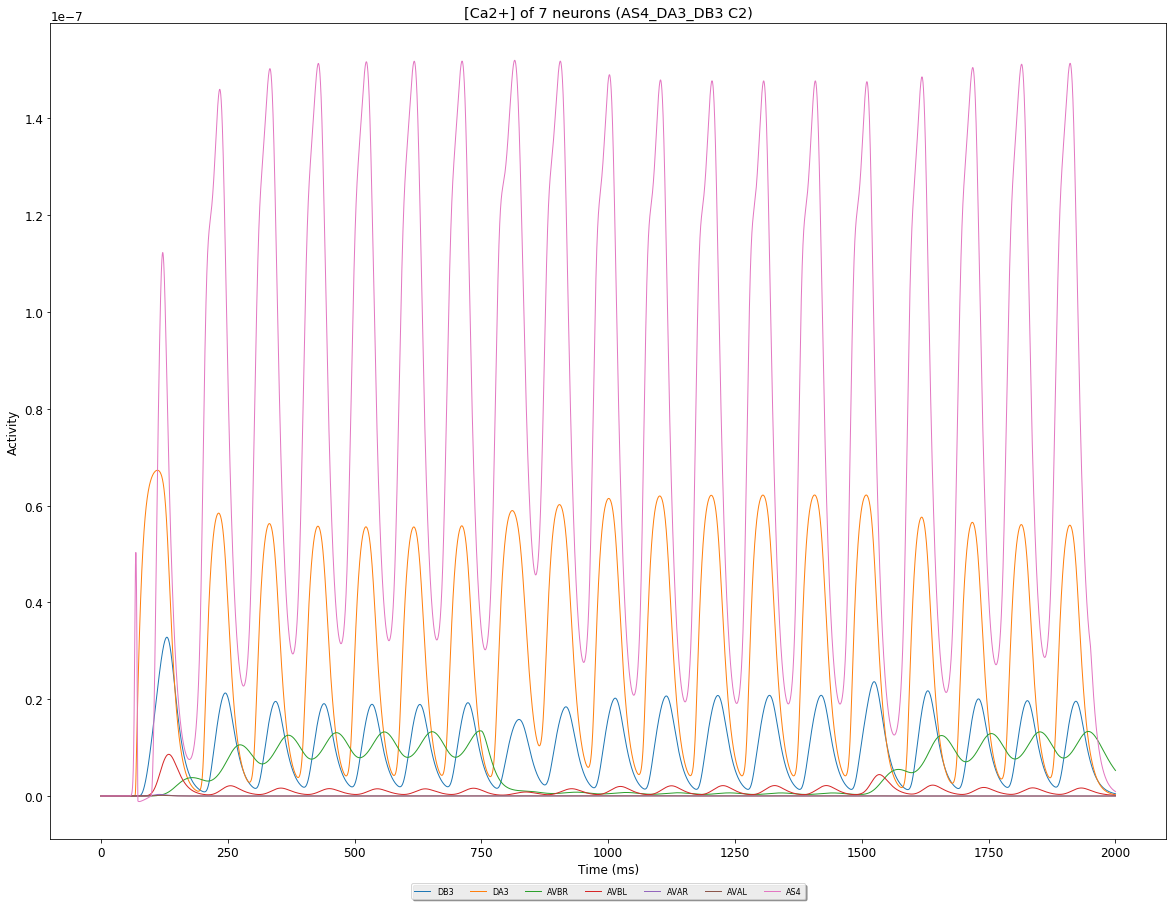 [Ca2+] of 7 neurons (AS4_DA3_DB3 C2)
1e−7
1.4
1.2
1.0
0.8
0.6
0.4
0.2
0.0
Activity
0 250 500 750 1000 1250 1500 1750 2000
Time (ms)
DB3 DA3 AVBR AVBL AVAR AVAL AS4